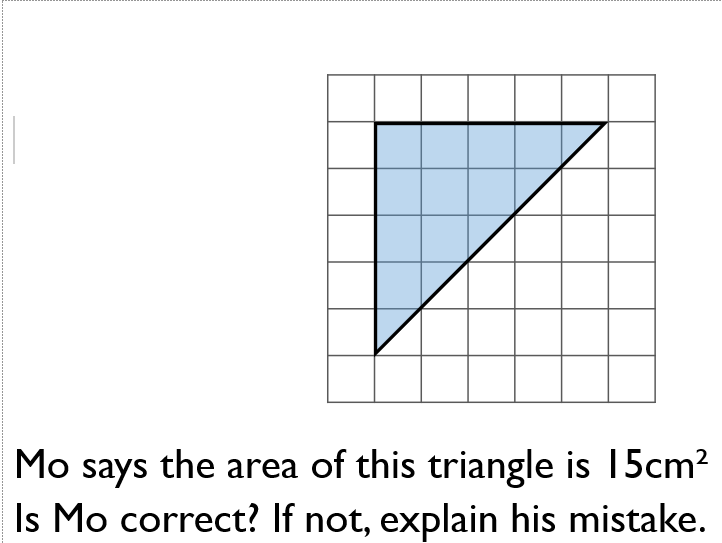 Mo says the area of this triangle is 15cm²
Is Mo correct? If not, explain his mistake.